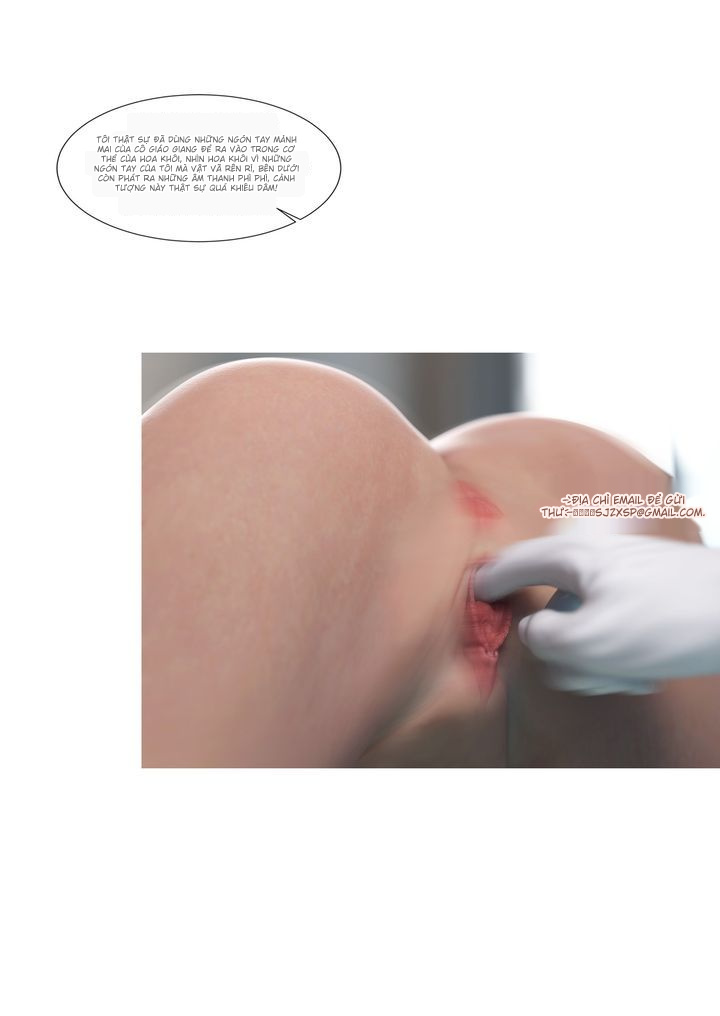 TÔI THẬT SỰ ĐÃ DÙNG NHỮNG NGÓN TAY MẢNH
MAI CỦA CÔ GIÁO GIANG ĐỂ RA VÀO TRONG CƠ
THỂ CỦA HOA KHÔI, NHÌN HOA KHÔI VÌ NHỮNG
NGÓN TAY CỦA TÔI MÀ VẬT VÃ RÊN RỈ, BÊN DƯỚI
CÒN PHÁT RA NHỮNG ÂM THANH PHÌ PHÌ, CẢNH
TƯỢNG NÀY THẬT SỰ QUÁ KHIÊU DÂM!
ĐỊA CHỈ EMAIL ĐỂ GỬI
THƯ: